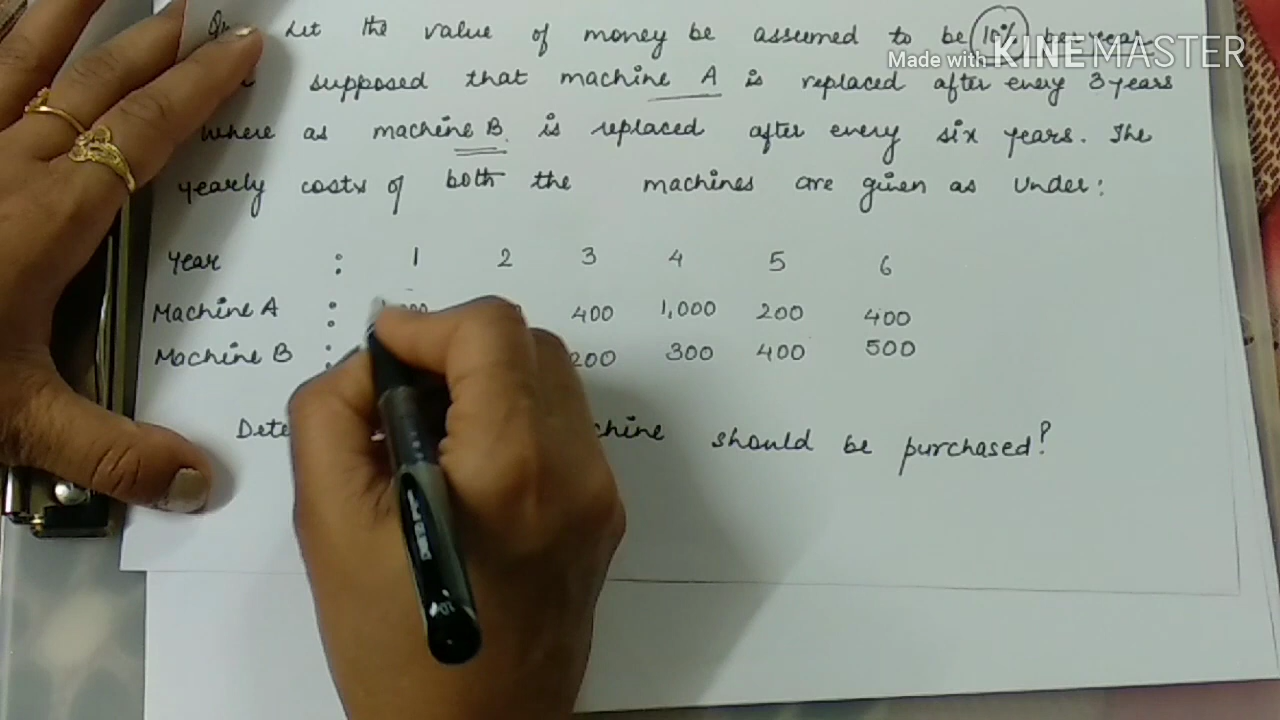 Let the value of money be assumed to be 10% per year
Made with KINEMASTER
supposed that machine A is replaced after every 3 years
where as machine B is replaced after every six years. The
yearly costs of both the machines are given as under:
Year : 1 2 3 4 5 6
Machine A : 400 1,000 200 400
Machine B : 200 300 400 500
should be purchased?